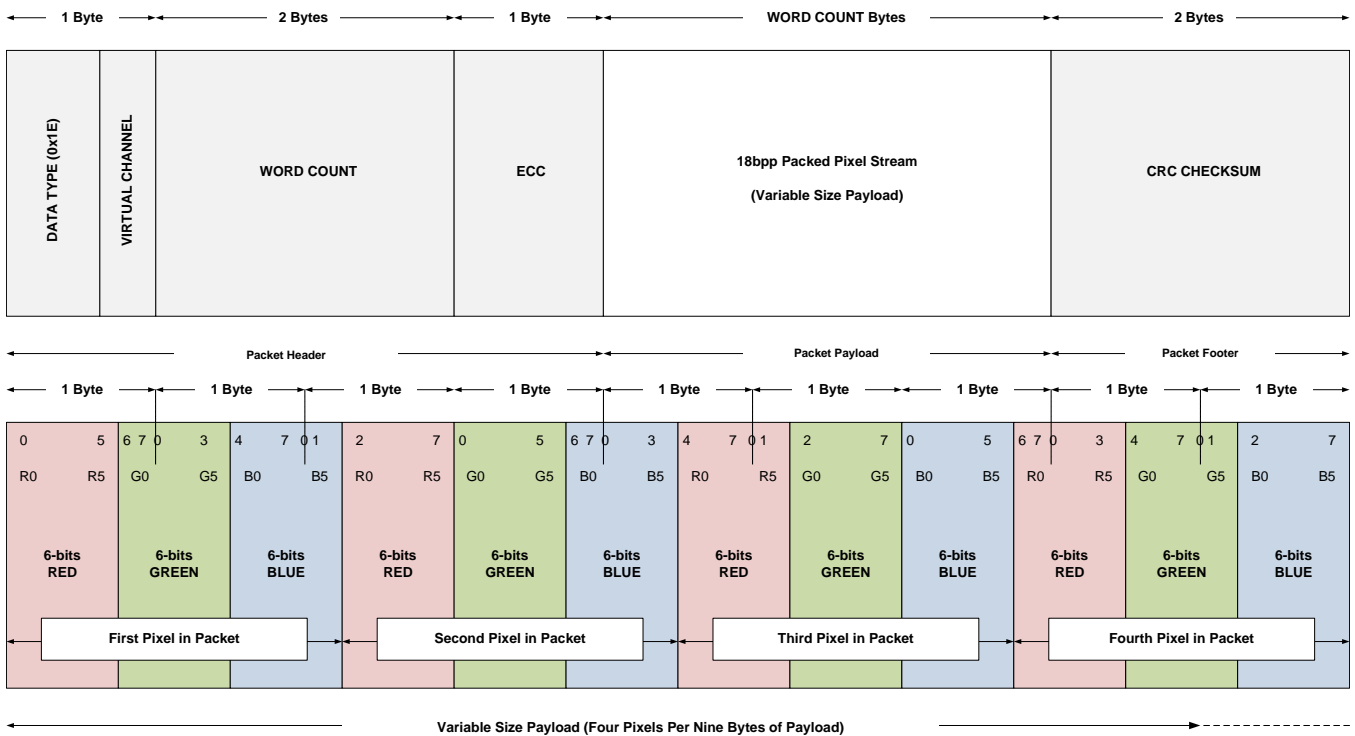 1 Byte 2 Bytes 1 Byte WORD COUNT Bytes 2 Bytes
DATA TYPE (0x1E)
VIRTUAL CHANNEL
WORD COUNT
ECC
18bpp Packed Pixel Stream
(Variable Size Payload)
CRC CHECKSUM
Packet Header Packet Payload Packet Footer
1 Byte 1 Byte 1 Byte 1 Byte 1 Byte 1 Byte 1 Byte 1 Byte 1 Byte
0 5 6 7 0 3 4 7 0 1 2 7 0 5 6 7 0 3 4 7 0 1 2 7 0 5 6 7 0 3 4 7 0 1 2 7
R0 R5 G0 G5 B0 B5 R0 R5 G0 G5 B0 B5 R0 R5 G0 G5 B0 B5 R0 R5 G0 G5 B0 B5
6-bits 6-bits 6-bits 6-bits 6-bits 6-bits 6-bits 6-bits 6-bits 6-bits 6-bits 6-bits
RED GREEN BLUE RED GREEN BLUE RED GREEN BLUE RED GREEN BLUE
First Pixel in Packet Second Pixel in Packet Third Pixel in Packet Fourth Pixel in Packet
Variable Size Payload (Four Pixels Per Nine Bytes of Payload)